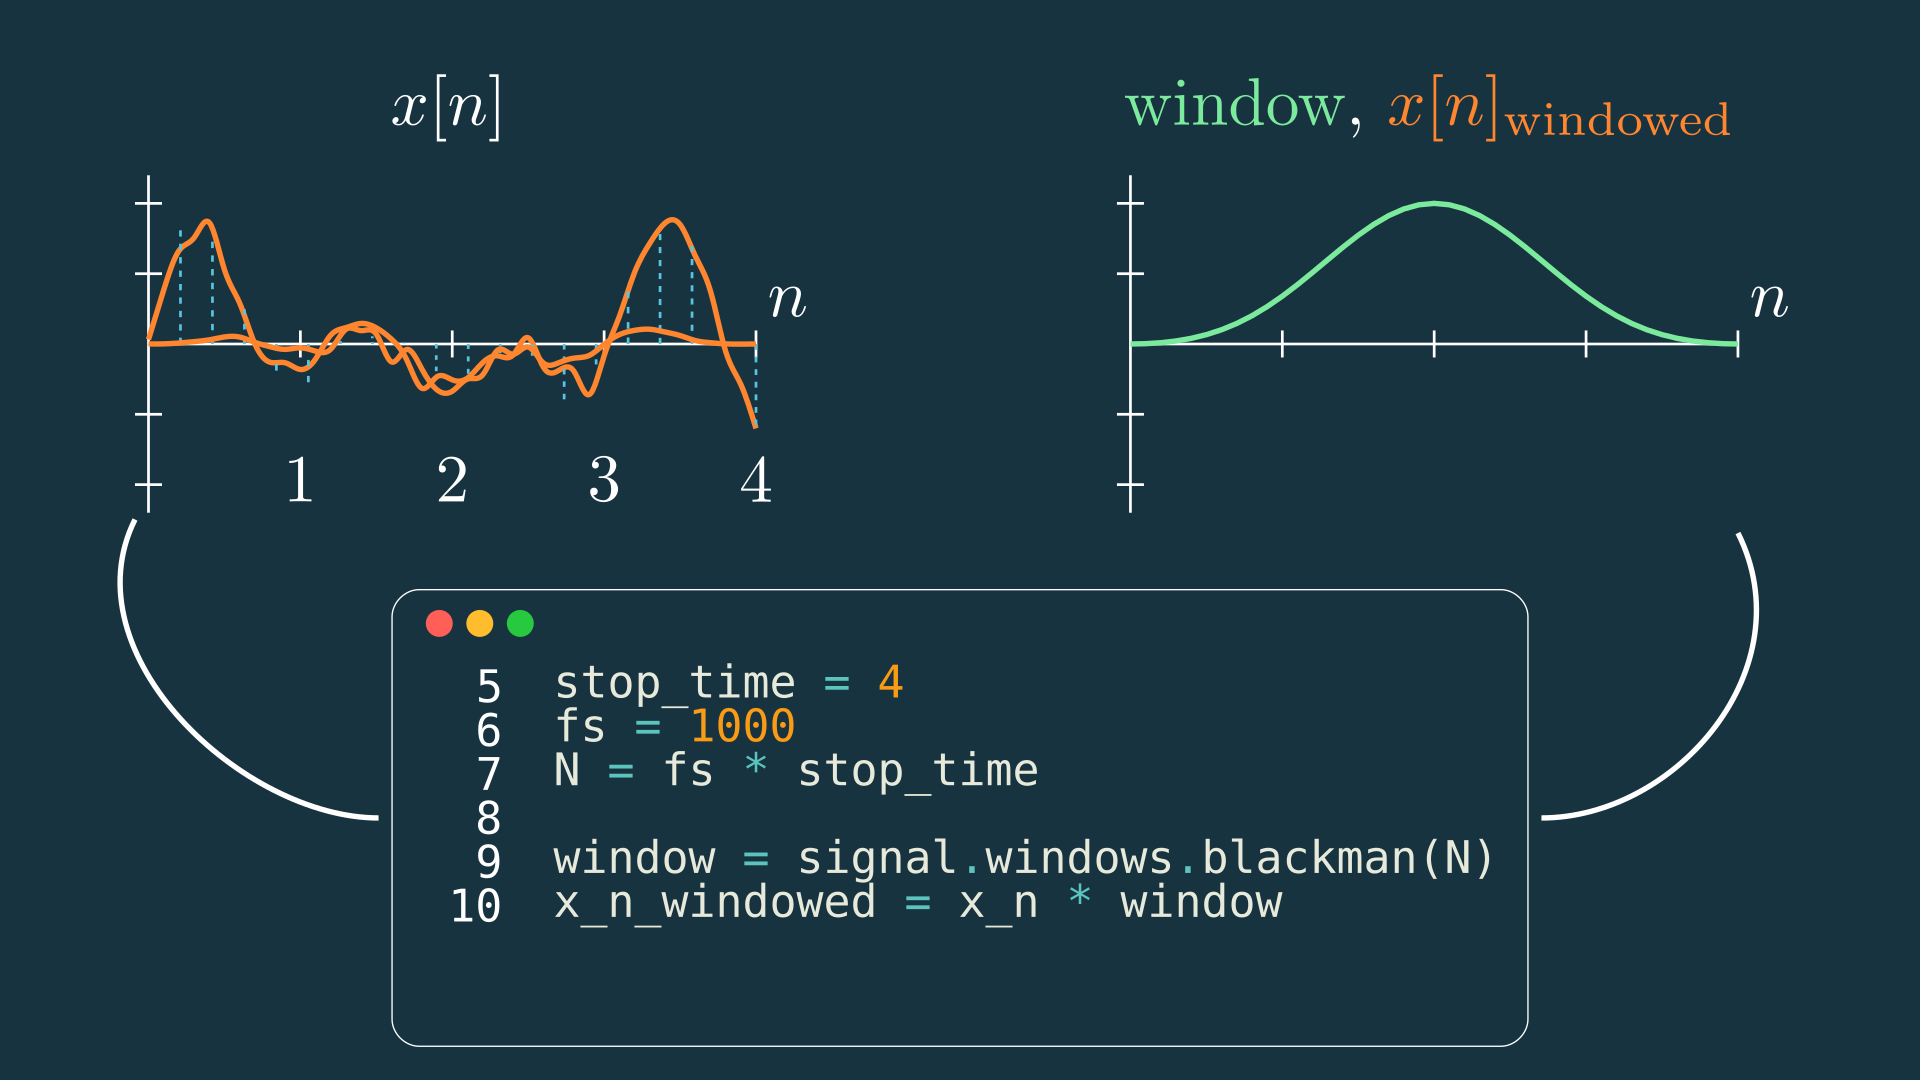 x[n]
window, x[n]windowed
n
n
1 2 3 4
5 stop_time = 4
6 fs = 1000
7 N = fs * stop_time
8
9 window = signal.windows.blackman(N)
10 x_n_windowed = x_n * window